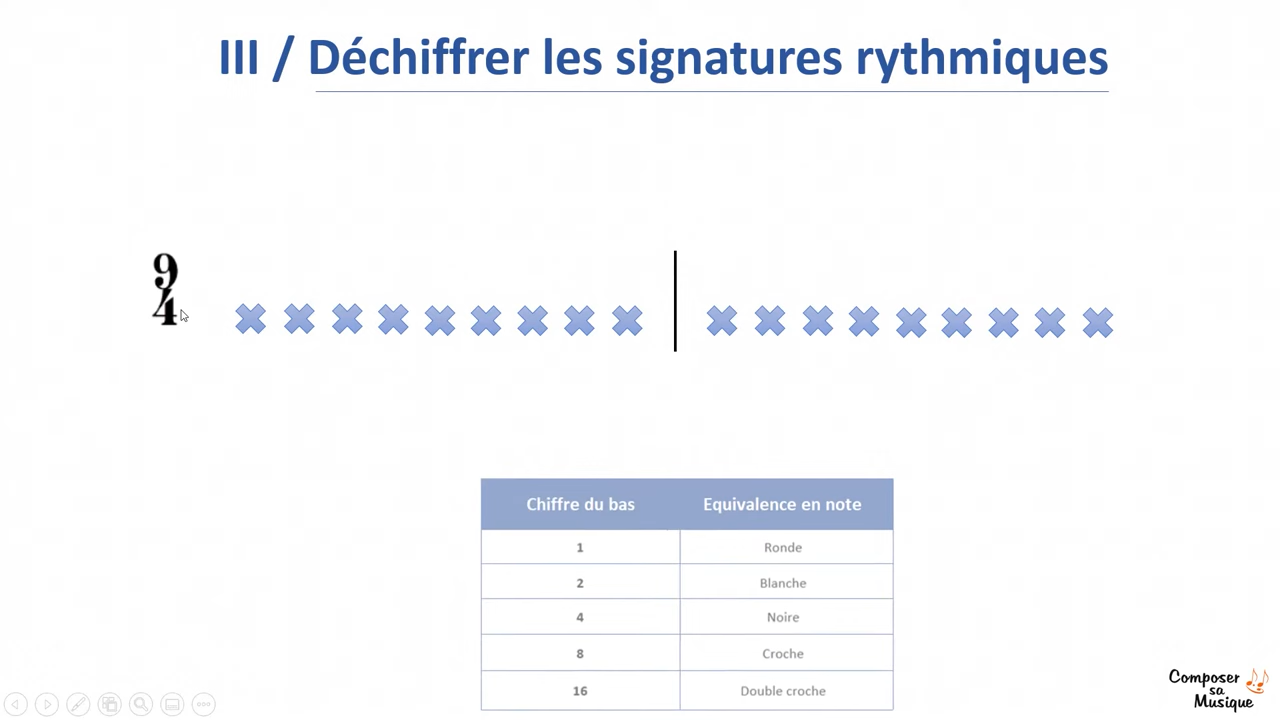 III / Déchiffrer les signatures rythmiques
9
4
Chiffre du bas Equivalence en note
1 Ronde
2 Blanche
4 Noire
8 Croche
16 Double croche
Composer
sa
Musique